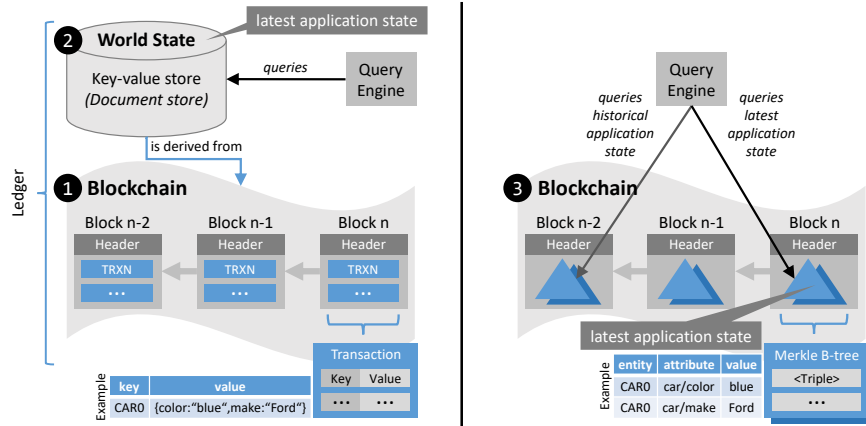 latest application state
2 World State
Key-value store
(Document store)
queries
Query
Engine
is derived from
Ledger
1 Blockchain
Block n-2
Block n-1
Block n
Header
Header
Header
TRXN
TRXN
TRXN
...
...
...
Transaction
Key Value
... ...
Example
key value
CAR0 {color:“blue“,make:“Ford“}
Query
Engine
queries
historical
application
state
queries
latest
application
state
3 Blockchain
Block n-2
Block n-1
Block n
Header
Header
Header
latest application state
Merkle B-tree
<Triple>
...
Example
entity attribute value
CAR0 car/color blue
CAR0 car/make Ford